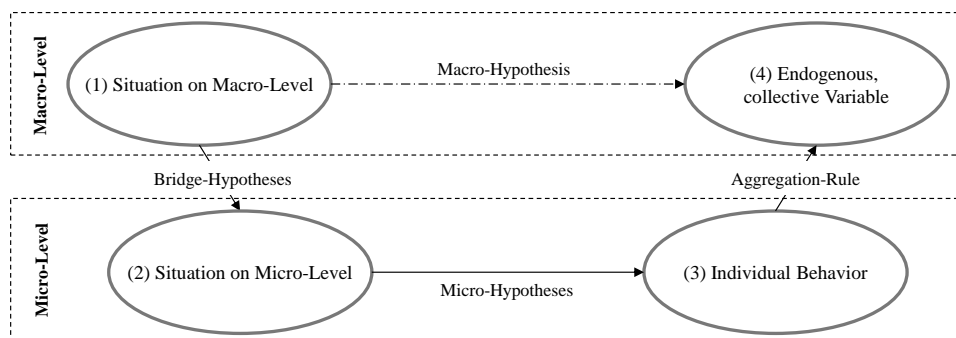 Macro-Level
(1) Situation on Macro-Level
Macro-Hypothesis
(4) Endogenous,
collective Variable
Bridge-Hypotheses
Aggregation-Rule
Micro-Level
(2) Situation on Micro-Level
Micro-Hypotheses
(3) Individual Behavior